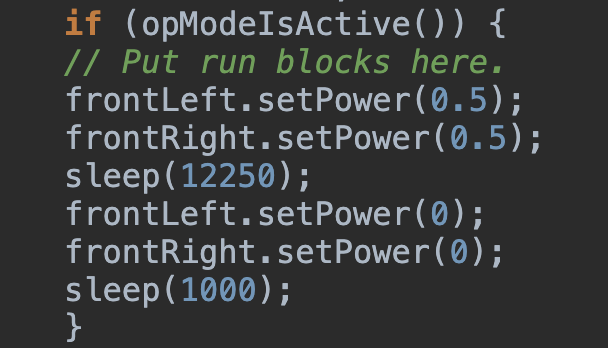 if (opModeIsActive()) {
// Put run blocks here.
frontLeft.setPower(0.5);
frontRight.setPower(0.5);
sleep(12250);
frontLeft.setPower(0);
frontRight.setPower(0);
sleep(1000);
}